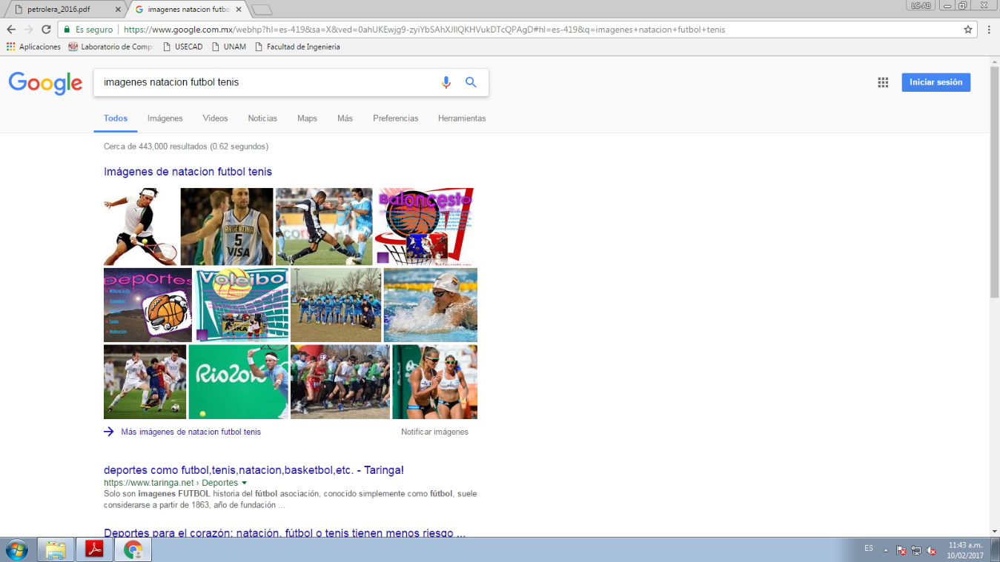 petrolera_2016.pdf
imagenes natacion futbo
LC-AB
Es seguro
https://www.google.com.mx/webhp?hl=es-419&sa=X&ved=0ahUKEwjg9-zyiYbSAhXJIlQKHVukDTcQPAgD#hl=es-419&q=imagenes+natacion+futbol+tenis
Aplicaciones Laboratorio de Compu USECAD UNAM Facultad de Ingenieria
Google
imagenes natacion futbol tenis
Iniciar sesión
Todos Imágenes Videos Noticias Maps Más Preferencias Herramientas
Cerca de 443,000 resultados (0.62 segundos)
Imágenes de natacion futbol tenis
ARGENTINA
5
VISA
Baloncesto
Deportes
Voleibol
Natación
Rio2016
Más imágenes de natacion futbol tenis
Notificar imágenes
deportes como futbol,tenis,natacion,basketbol,etc. - Taringa!
https://www.taringa.net › Deportes
Solo son imagenes FUTBOL historia del fútbol asociación, conocido simplemente como fútbol, suele
considerarse a partir de 1863, año de fundación ...
Deportes para el corazón: natación, fútbol o tenis tienen menos riesgo ...
ES
11:43 a.m.
10/02/2017